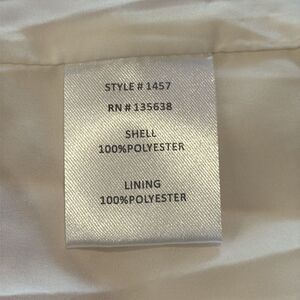 STYLE # 1457
RN # 135638
SHELL
100%POLYESTER
LINING
100%POLYESTER